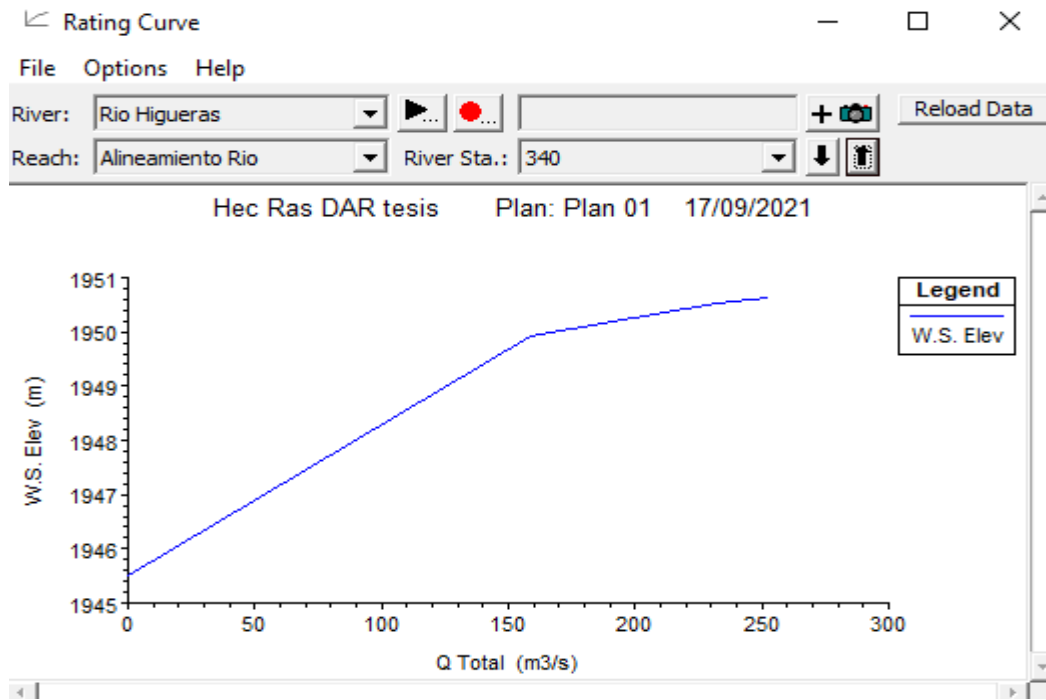 Rating Curve
File Options Help
River: Rio Higueras ... ... Reload Data
Reach: Alineamiento Rio River Sta.: 340
Hec Ras DAR tesis Plan: Plan 01 17/09/2021
1951
1950
1949
1948
1947
1946
1945
W.S. Elev (m)
0 50 100 150 200 250 300
Q Total (m3/s)
Legend
W.S. Elev